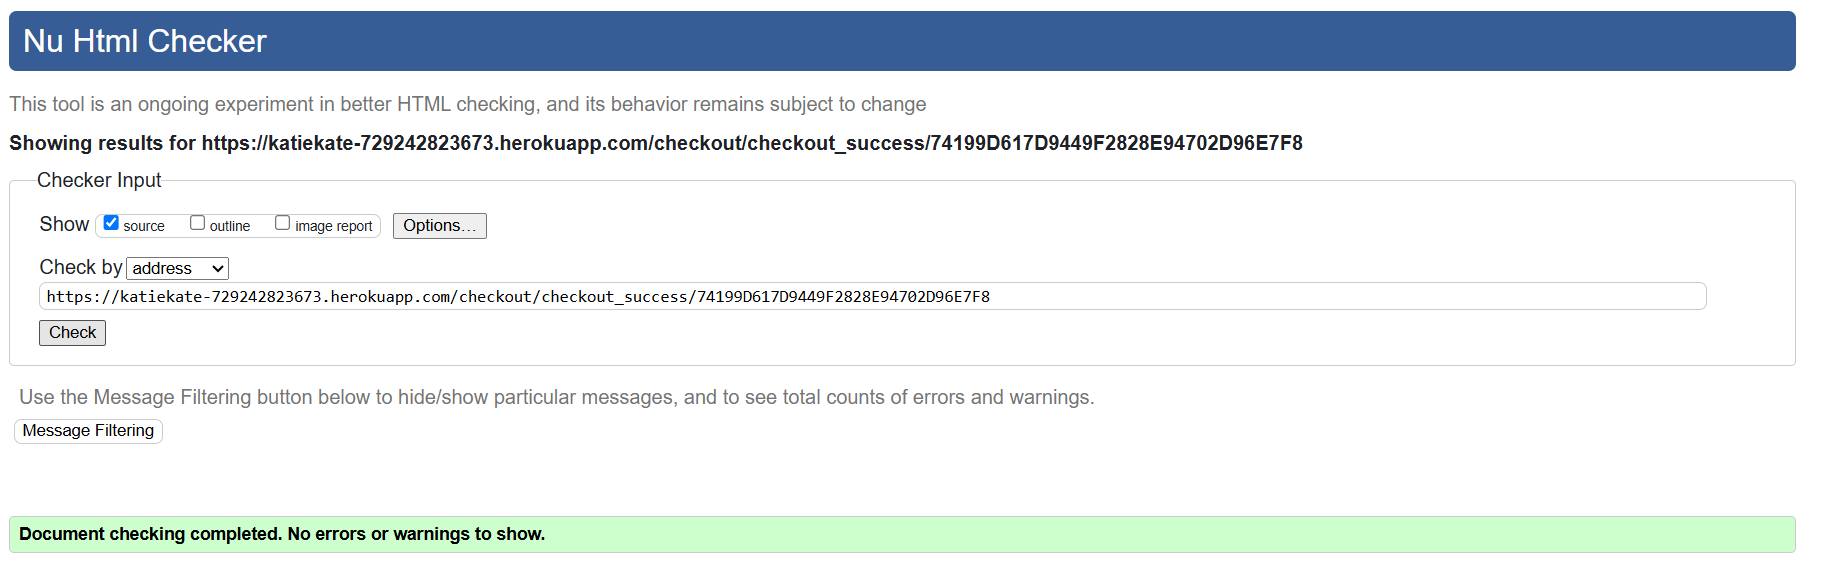 Nu Html Checker
This tool is an ongoing experiment in better HTML checking, and its behavior remains subject to change
Showing results for https://katiekate-729242823673.herokuapp.com/checkout/checkout_success/74199D617D9449F2828E94702D96E7F8
Checker Input
Show source outline image report Options...
Check by address
https://katiekate-729242823673.herokuapp.com/checkout/checkout_success/74199D617D9449F2828E94702D96E7F8
Check
Use the Message Filtering button below to hide/show particular messages, and to see total counts of errors and warnings.
Message Filtering
Document checking completed. No errors or warnings to show.